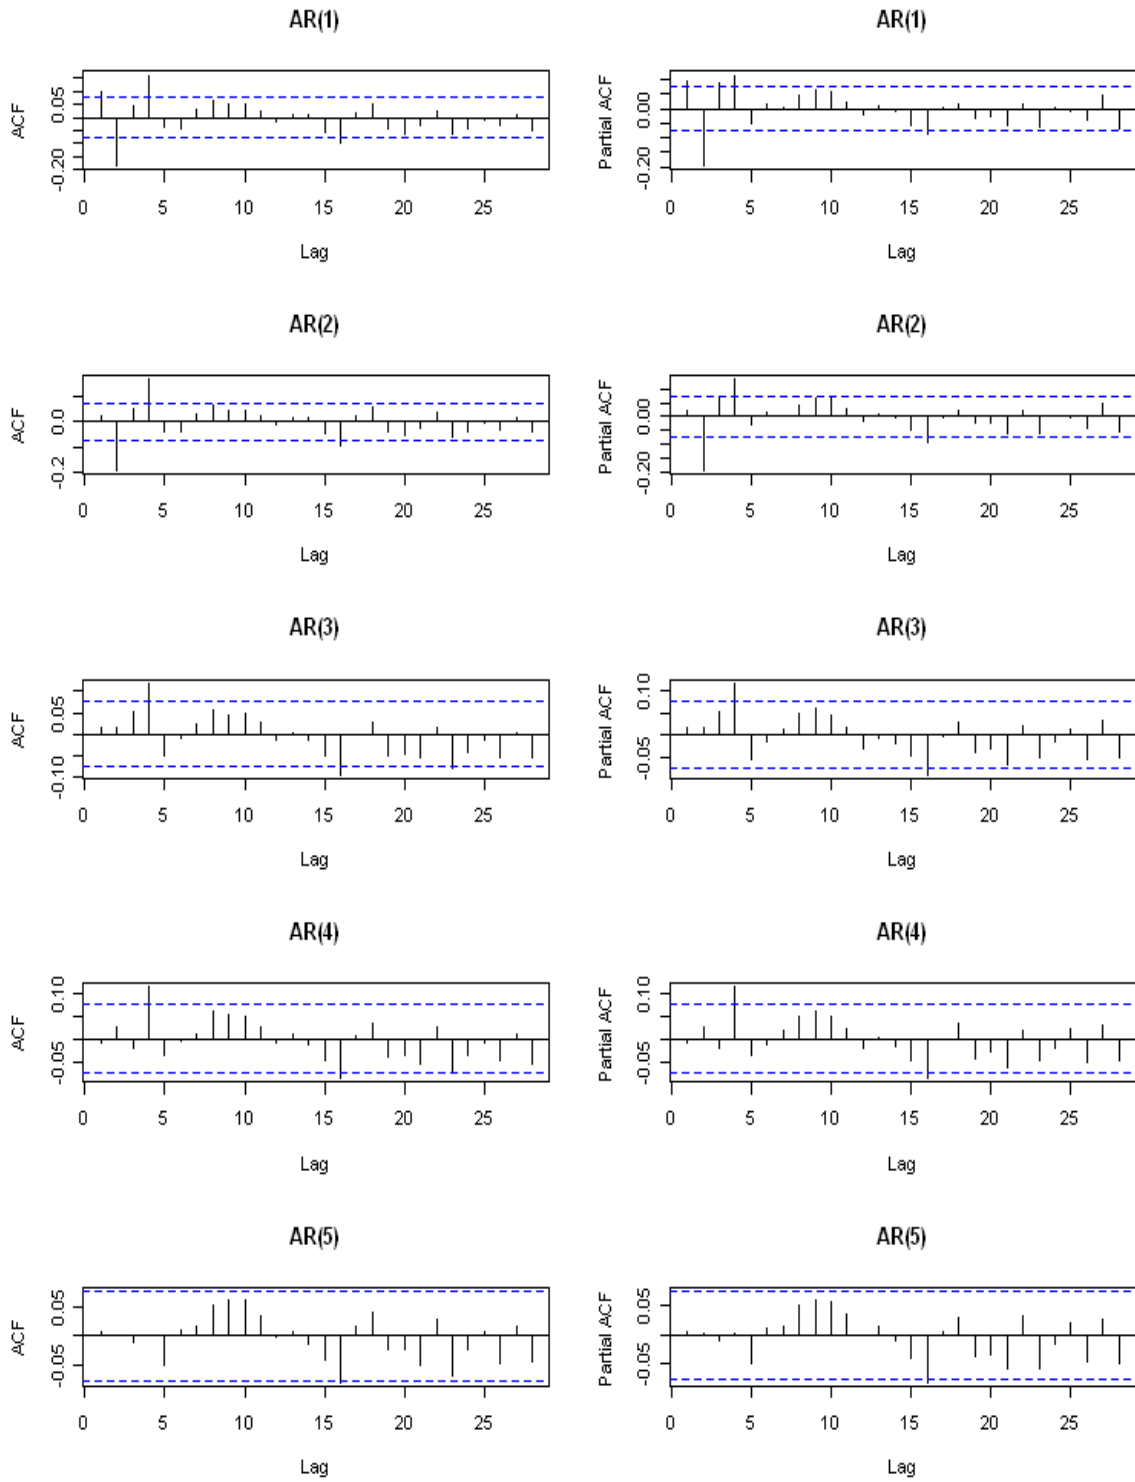 AR(1) AR(1)
ACF 0.05 -0.20
Partial ACF 0.00 -0.20
0 5 10 15 20 25 0 5 10 15 20 25
Lag Lag
AR(2) AR(2)
ACF 0.0 -0.2
Partial ACF 0.00 -0.20
0 5 10 15 20 25 0 5 10 15 20 25
Lag Lag
AR(3) AR(3)
ACF 0.05 -0.10
Partial ACF 0.10 -0.05
0 5 10 15 20 25 0 5 10 15 20 25
Lag Lag
AR(4) AR(4)
ACF 0.10 -0.05
Partial ACF 0.10 -0.05
0 5 10 15 20 25 0 5 10 15 20 25
Lag Lag
AR(5) AR(5)
ACF 0.05 -0.05
Partial ACF 0.05 -0.05
0 5 10 15 20 25 0 5 10 15 20 25
Lag Lag